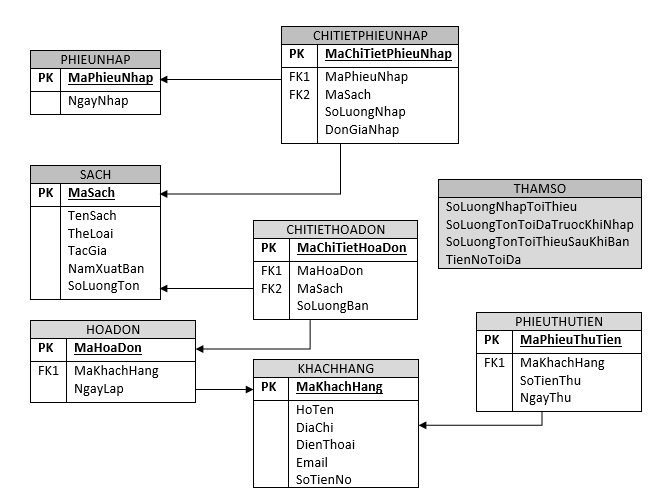 PHIEUNHAP
PK MaPhieuNhap
NgayNhap
CHITIETPHIEUNHAP
PK MaChiTietPhieuNhap
FK1 MaPhieuNhap
FK2 MaSach
SoLuongNhap
DonGiaNhap
SACH
PK MaSach
TenSach
TheLoai
TacGia
NamXuatBan
SoLuongTon
CHITIETHOADON
PK MaChiTietHoaDon
FK1 MaHoaDon
FK2 MaSach
SoLuongBan
THAMSO
SoLuongNhapToiThieu
SoLuongTonToiDaTruocKhiNhap
SoLuongTonToiThieuSauKhiBan
TienNoToiDa
HOADON
PK MaHoaDon
FK1 MaKhachHang
NgayLap
KHACHHANG
PK MaKhachHang
HoTen
DiaChi
DienThoai
Email
SoTienNo
PHIEUTHUTIEN
PK MaPhieuThuTien
FK1 MaKhachHang
SoTienThu
NgayThu